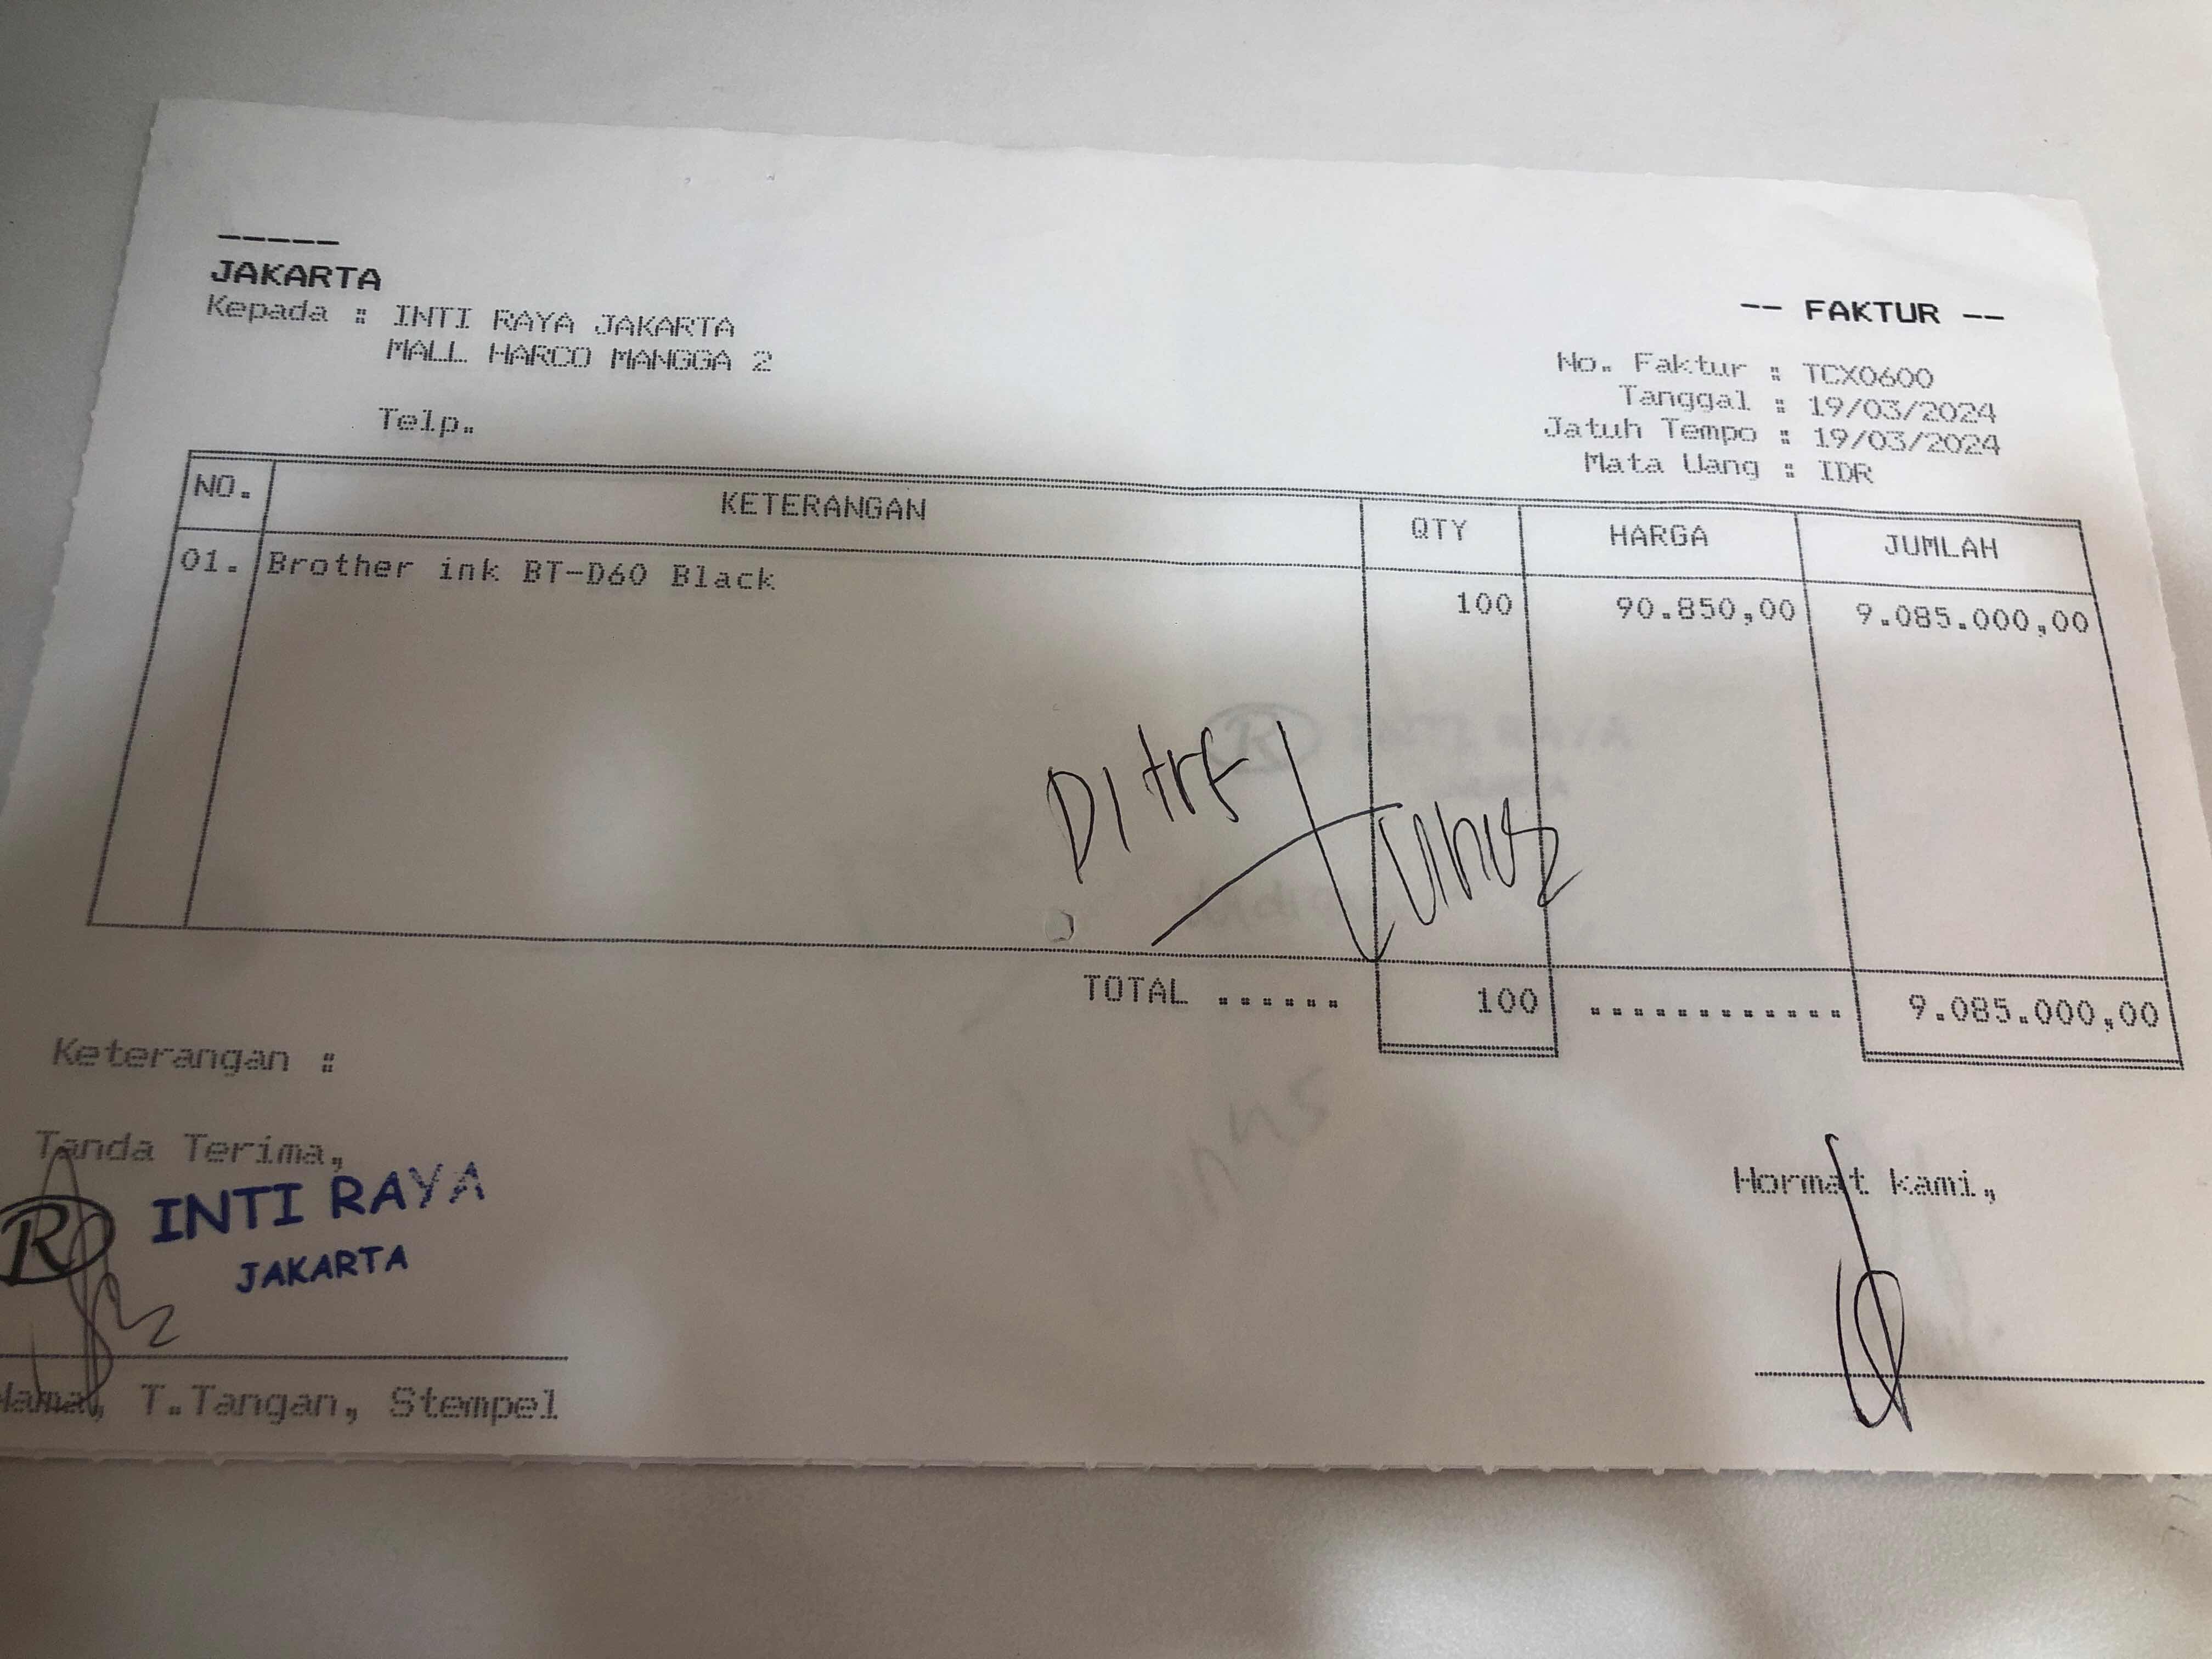 -----
JAKARTA
Kepada : INTI RAYA JAKARTA
MALL HARCO MANGGA 2
Telp.
-- FAKTUR --
No. Faktur : TCX0600
Tanggal : 19/03/2024
Jatuh Tempo : 19/03/2024
Mata Uang : IDR
NO. KETERANGAN QTY HARGA JUMLAH
01. Brother ink BT-D60 Black 100 90.850,00 9.085.000,00
Ditrf
Lunas
TOTAL ...... 100 ............ 9.085.000,00
Keterangan :
Tanda Terima,
R INTI RAYA
JAKARTA
Nama, T.Tangan, Stempel
Hormat kami,